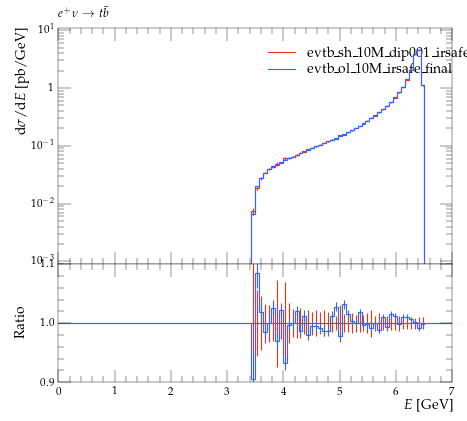 e⁺ν → tb̄
dσ/dE [pb/GeV]
10¹
1
10⁻¹
10⁻²
10⁻³
evtb_sh_10M_dip001_irsafe
evtb_ol_10M_irsafe_final
Ratio
1.1
1.0
0.9
0 1 2 3 4 5 6 7
E [GeV]